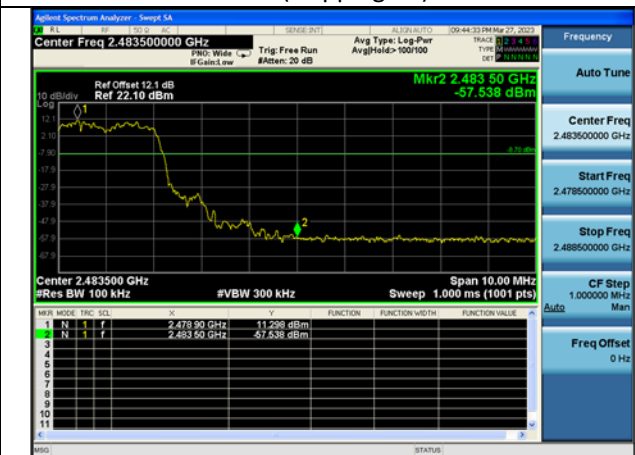 Agilent Spectrum Analyzer - Swept SA
RL RF 50 Ω AC SENSE:INT ALIGN AUTO 09:44:33 PM Mar 27, 2023
Center Freq 2.483500000 GHz
PNO: Wide
IFGain:Low
Trig: Free Run
#Atten: 20 dB
Avg Type: Log-Pwr
Avg|Hold:> 100/100
TRACE 1 2 3 4 5 6
TYPE M WWWWW
DET P N N N N N
Frequency
Auto Tune
Center Freq
2.483500000 GHz
Start Freq
2.478500000 GHz
Stop Freq
2.488500000 GHz
CF Step
1.000000 MHz
Auto Man
Freq Offset
0 Hz
Mkr2 2.483 50 GHz
-57.538 dBm
Ref Offset 12.1 dB
10 dB/div Ref 22.10 dBm
Log
12.1
2.10
-7.90
-17.9
-27.9
-37.9
-47.9
-57.9
-67.9
1
2
-8.70 dBm
Center 2.483500 GHz Span 10.00 MHz
#Res BW 100 kHz #VBW 300 kHz Sweep 1.000 ms (1001 pts)
MKR MODE TRC SCL X Y FUNCTION FUNCTION WIDTH FUNCTION VALUE
1 N 1 f 2.478 90 GHz 11.298 dBm
2 N 1 f 2.483 50 GHz -57.538 dBm
3
4
5
6
7
8
9
10
11
MSG STATUS